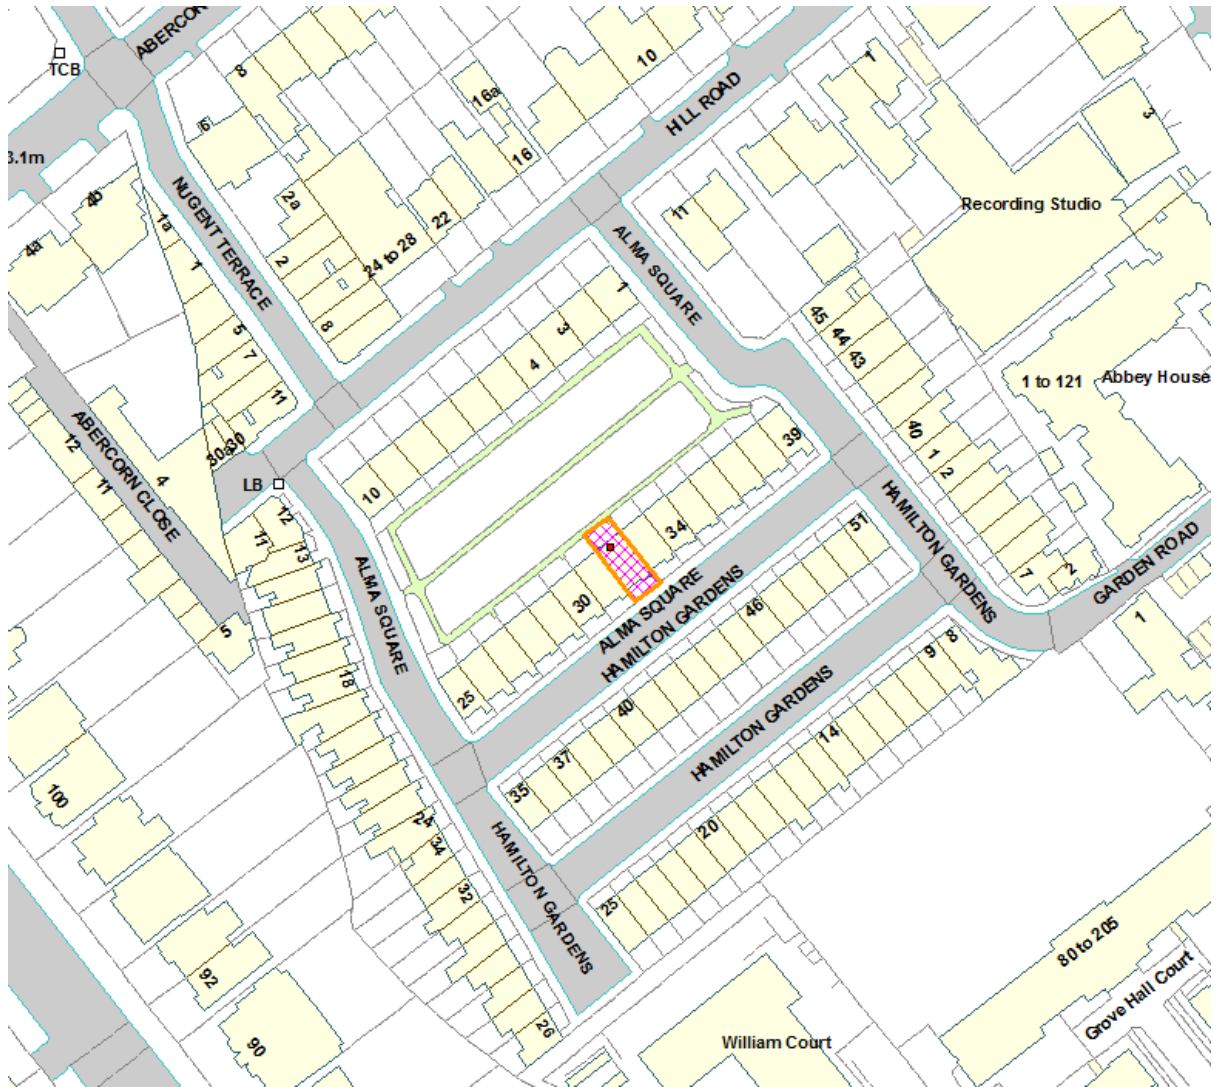 ABERCOR
TCB
8
10
1
16a
HILL ROAD
3
6
16
3.1m
4b
NUGENT TERRACE
2a
1a
22
11
Recording Studio
4a
1
2
24 to 28
ALMA SQUARE
8
1
5
3
45
7
4
44
43
1 to 121
Abbey House
11
12
ABERCORN CLOSE
30a
30
39
40
11
4
1
LB
10
2
12
51
HAMILTON GARDENS
11
13
34
ALMA SQUARE
7
2
GARDEN ROAD
30
ALMA SQUARE
HAMILTON GARDENS
46
5
1
8
9
18
25
40
HAMILTON GARDENS
37
14
100
35
24
34
20
HAMILTON GARDENS
32
25
92
80 to 205
Grove Hall Court
26
90
William Court